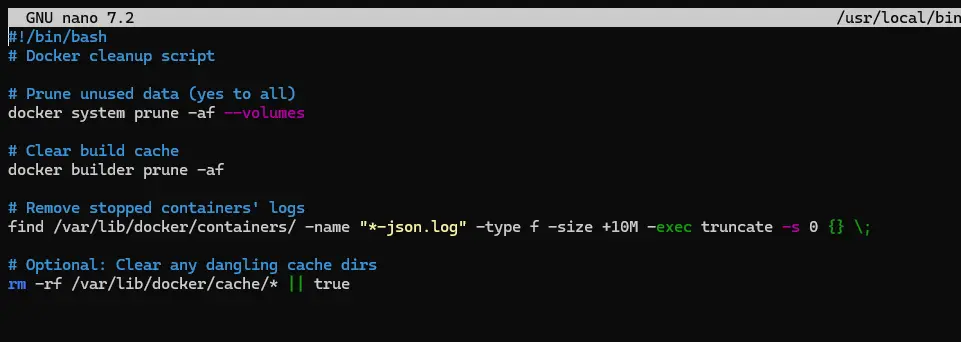 GNU nano 7.2 /usr/local/bin
#!/bin/bash
# Docker cleanup script
# Prune unused data (yes to all)
docker system prune -af --volumes
# Clear build cache
docker builder prune -af
# Remove stopped containers' logs
find /var/lib/docker/containers/ -name "*-json.log" -type f -size +10M -exec truncate -s 0 {} \;
# Optional: Clear any dangling cache dirs
rm -rf /var/lib/docker/cache/* || true